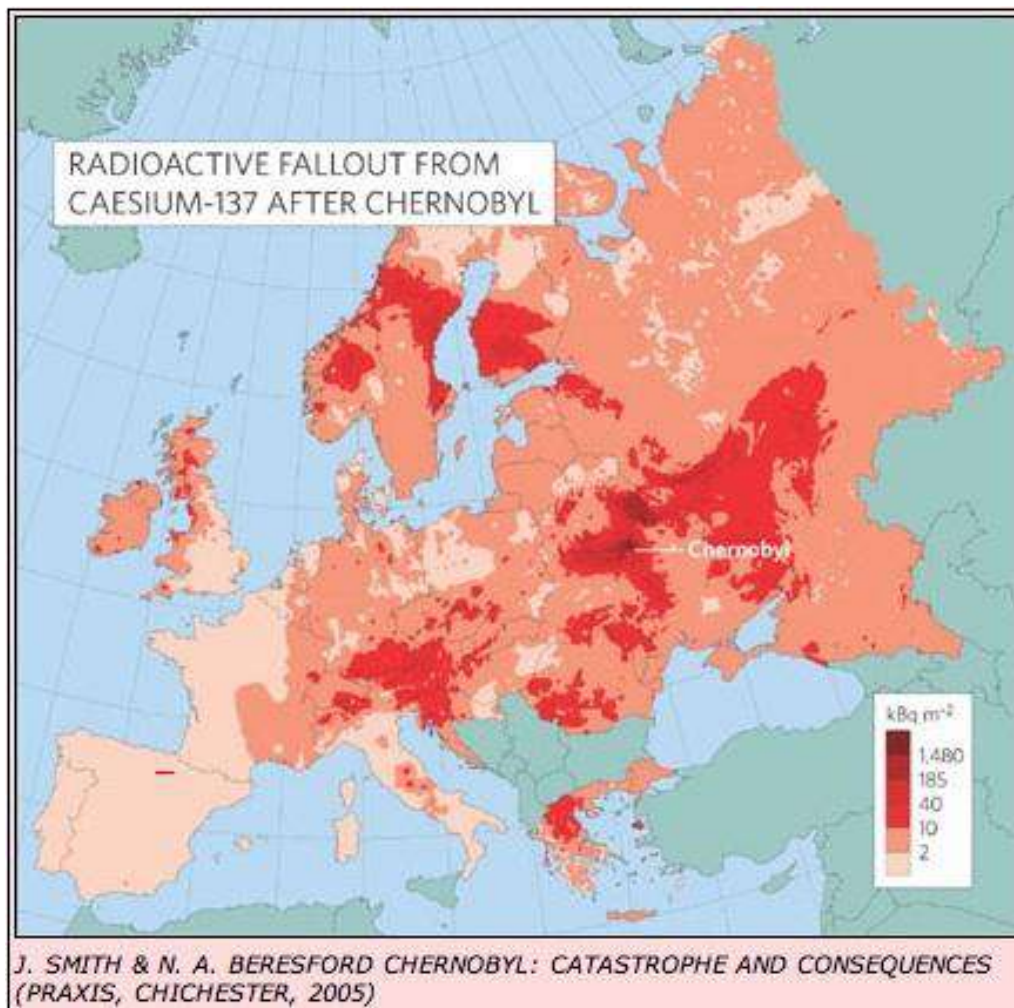 RADIOACTIVE FALLOUT FROM
CAESIUM-137 AFTER CHERNOBYL
Chernobyl
kBq m⁻²
1,480
185
40
10
2
J. SMITH & N. A. BERESFORD CHERNOBYL: CATASTROPHE AND CONSEQUENCES
(PRAXIS, CHICHESTER, 2005)